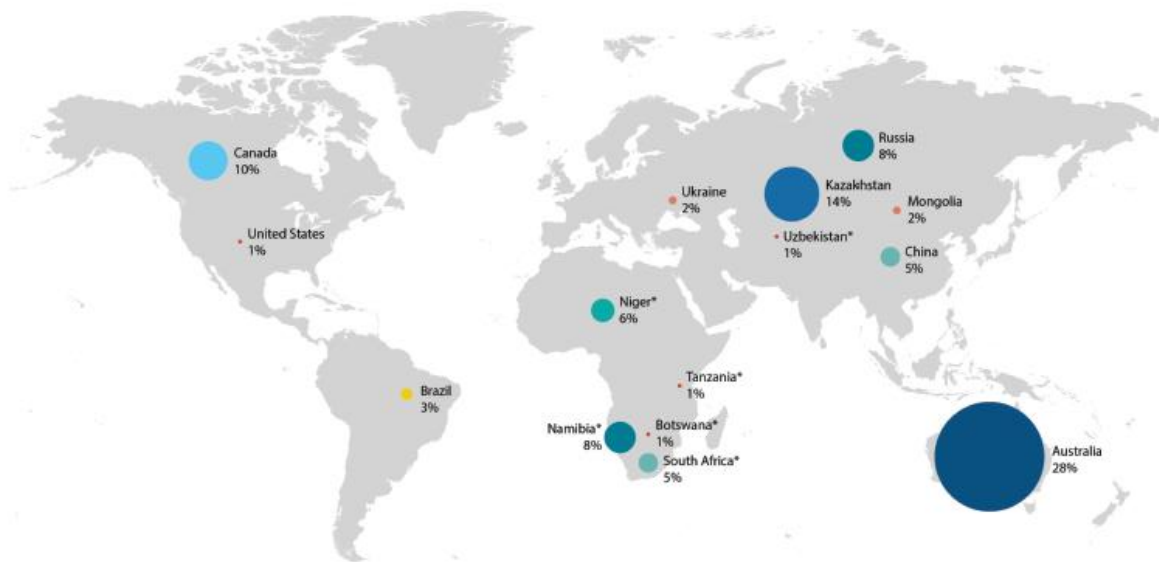 Russia
8%
Canada
10%
Kazakhstan
14%
Ukraine
2%
Mongolia
2%
United States
1%
Uzbekistan*
1%
China
5%
Niger*
6%
Tanzania*
1%
Brazil
3%
Namibia*
8%
Botswana*
1%
South Africa*
5%
Australia
28%